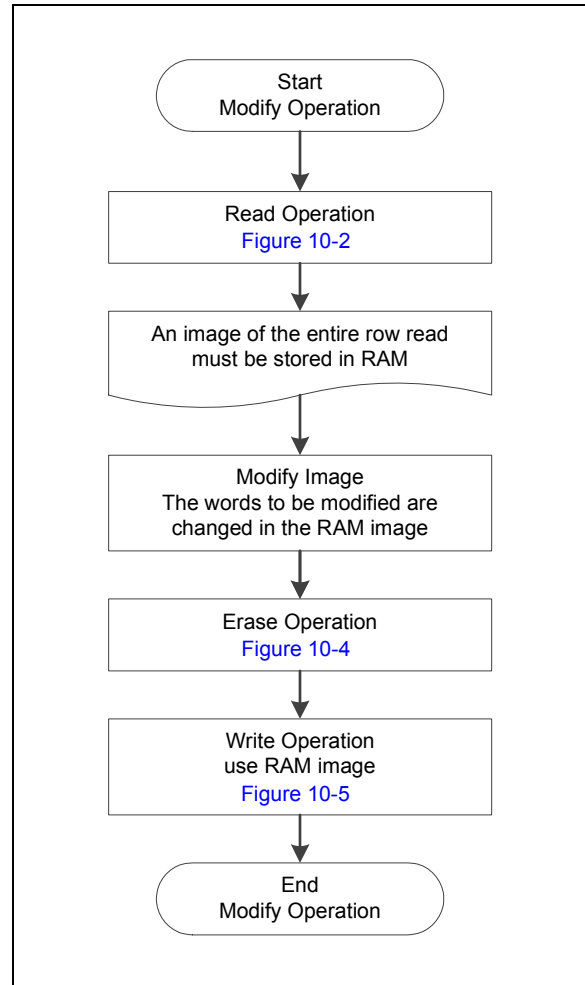 Start
Modify Operation
Read Operation
Figure 10-2
An image of the entire row read
must be stored in RAM
Modify Image
The words to be modified are
changed in the RAM image
Erase Operation
Figure 10-4
Write Operation
use RAM image
Figure 10-5
End
Modify Operation